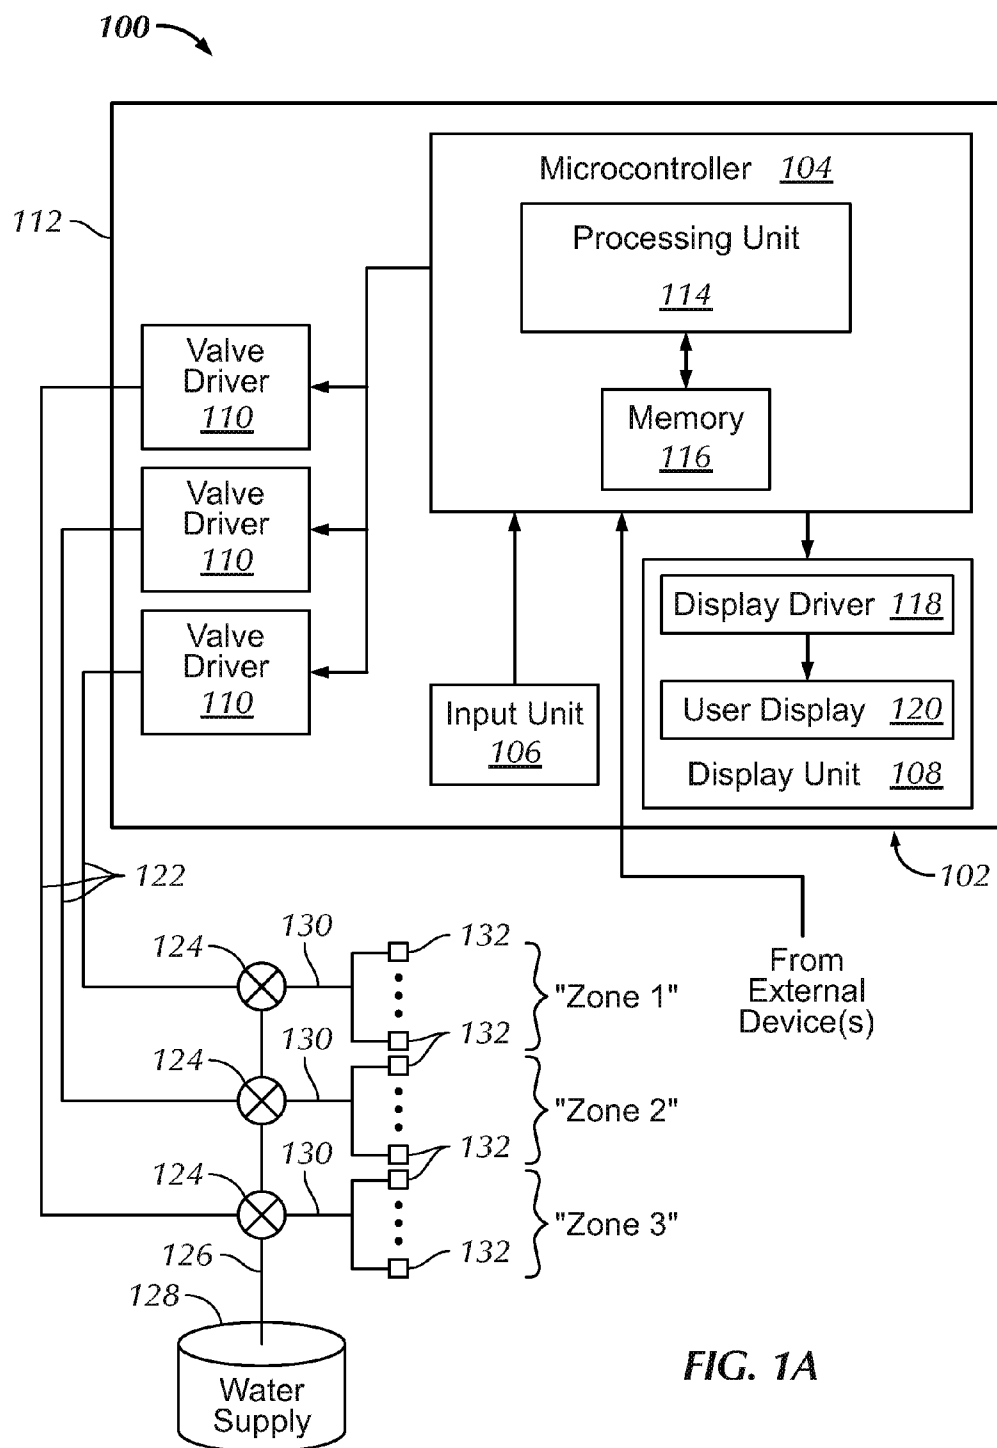 100
112
Microcontroller 104
Processing Unit
114
Memory
116
Valve
Driver
110
Valve
Driver
110
Valve
Driver
110
Input Unit
106
Display Driver 118
User Display 120
Display Unit 108
102
122
From
External
Device(s)
124
130
132
"Zone 1"
124
130
132
"Zone 2"
124
130
132
"Zone 3"
132
126
128
Water
Supply
FIG. 1A